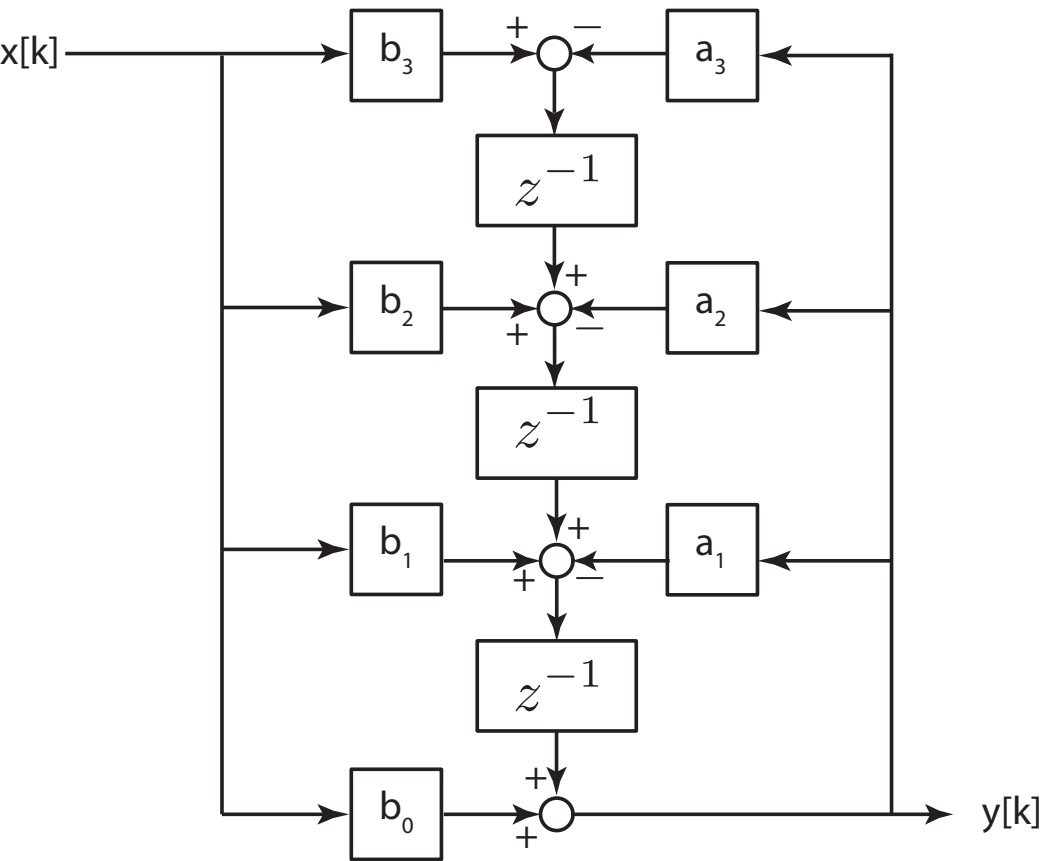 x[k] b₃ + − a₃
z⁻¹
+
b₂ + − a₂
z⁻¹
+
b₁ + − a₁
z⁻¹
+
b₀ + y[k]